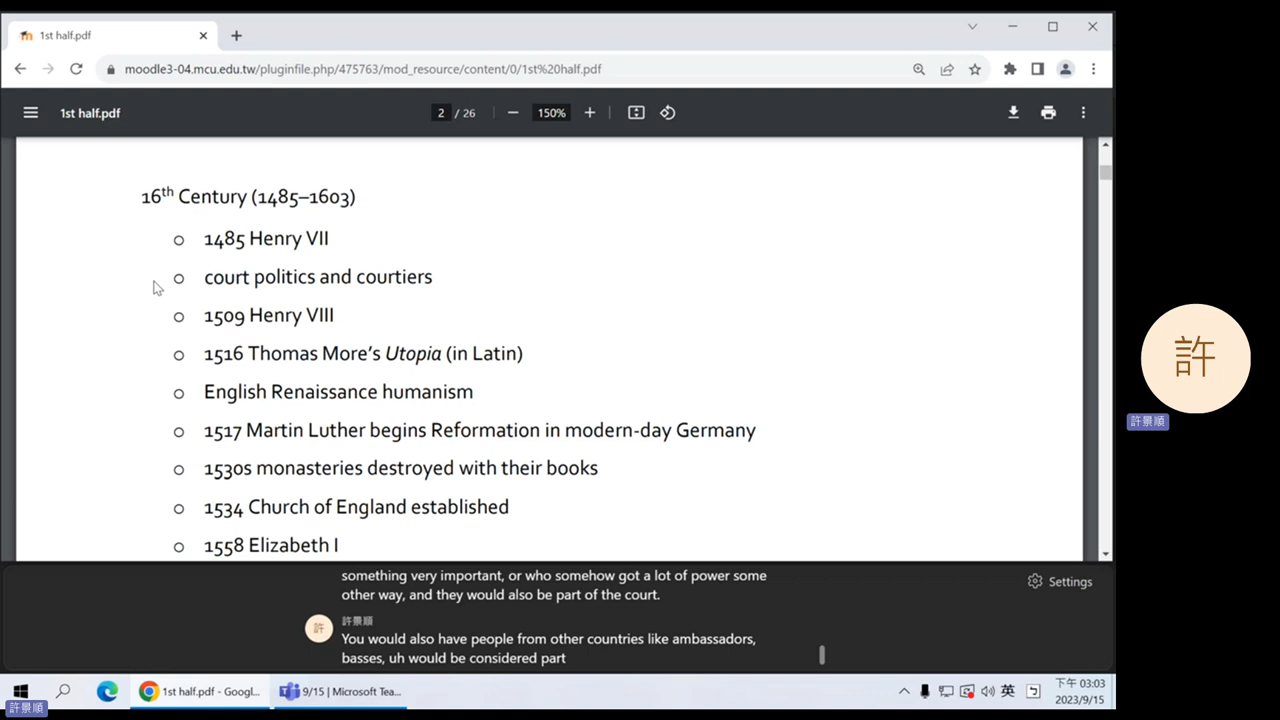 1st half.pdf
moodle3-04.mcu.edu.tw/pluginfile.php/475763/mod_resource/content/0/1st%20half.pdf
1st half.pdf
2 / 26
150%
16th Century (1485–1603)
1485 Henry VII
court politics and courtiers
1509 Henry VIII
1516 Thomas More's Utopia (in Latin)
English Renaissance humanism
1517 Martin Luther begins Reformation in modern-day Germany
1530s monasteries destroyed with their books
1534 Church of England established
1558 Elizabeth I
許
許景順
something very important, or who somehow got a lot of power some
other way, and they would also be part of the court.
Settings
許
許景順
You would also have people from other countries like ambassadors,
basses, uh would be considered part
1st half.pdf - Googl...
9/15 | Microsoft Tea...
英
ㄅ
下午 03:03
2023/9/15
許景順